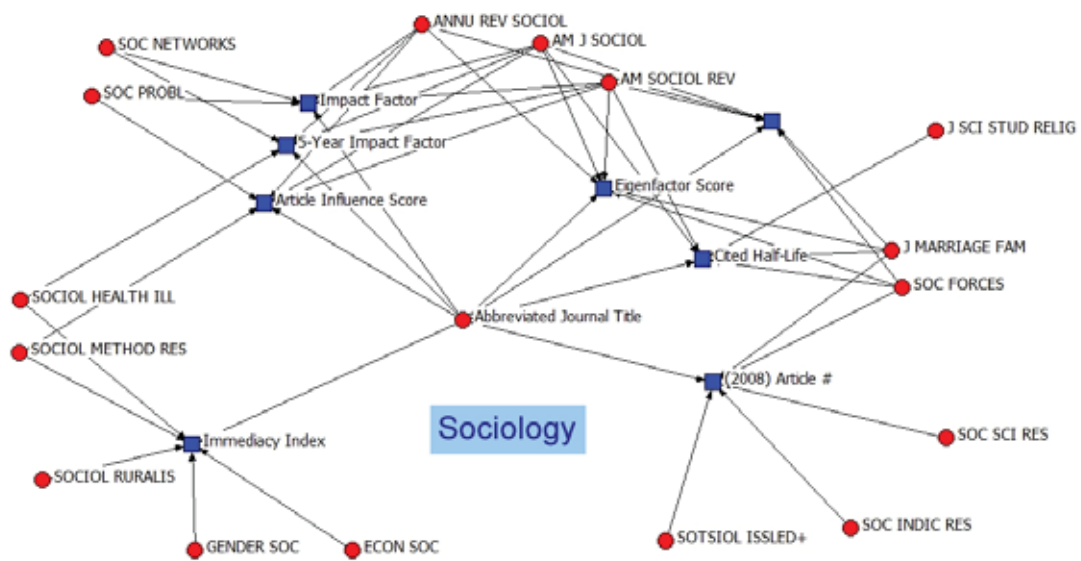 ANNU REV SOCIOL
SOC NETWORKS
AM J SOCIOL
AM SOCIOL REV
SOC PROBL
Impact Factor
J SCI STUD RELIG
5-Year Impact Factor
Eigenfactor Score
Article Influence Score
J MARRIAGE FAM
Cited Half-Life
SOC FORCES
SOCIOL HEALTH ILL
Abbreviated Journal Title
SOCIOL METHOD RES
(2008) Article #
Sociology
SOC SCI RES
Immediacy Index
SOCIOL RURALIS
SOC INDIC RES
SOTSIOL ISSLED+
GENDER SOC
ECON SOC